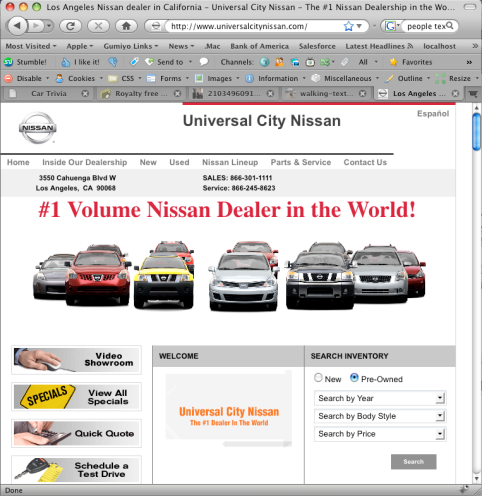 Los Angeles Nissan dealer in California - Universal City Nissan - The #1 Nissan Dealership in the Wo...
http://www.universalcitynissan.com/
people tex
Most Visited Apple Gumiyo Links News .Mac Bank of America Salesforce Latest Headlines localhost »
Stumble! I like it! Send to Channels: All Favorites »
Disable Cookies CSS Forms Images Information Miscellaneous Outline Resize
Car Trivia Royalty free ... 2103496091... walking-text... Los Angeles ...
Español
NISSAN
Universal City Nissan
Home Inside Our Dealership New Used Nissan Lineup Parts & Service Contact Us
3550 Cahuenga Blvd W SALES: 866-301-1111
Los Angeles, CA 90068 Service: 866-245-8623
#1 Volume Nissan Dealer in the World!
Video Showroom
SPECIALS View All Specials
Quick Quote
Schedule a Test Drive
WELCOME
Universal City Nissan
The #1 Dealer In The World
SEARCH INVENTORY
New Pre-Owned
Search by Year
Search by Body Style
Search by Price
Search
Done